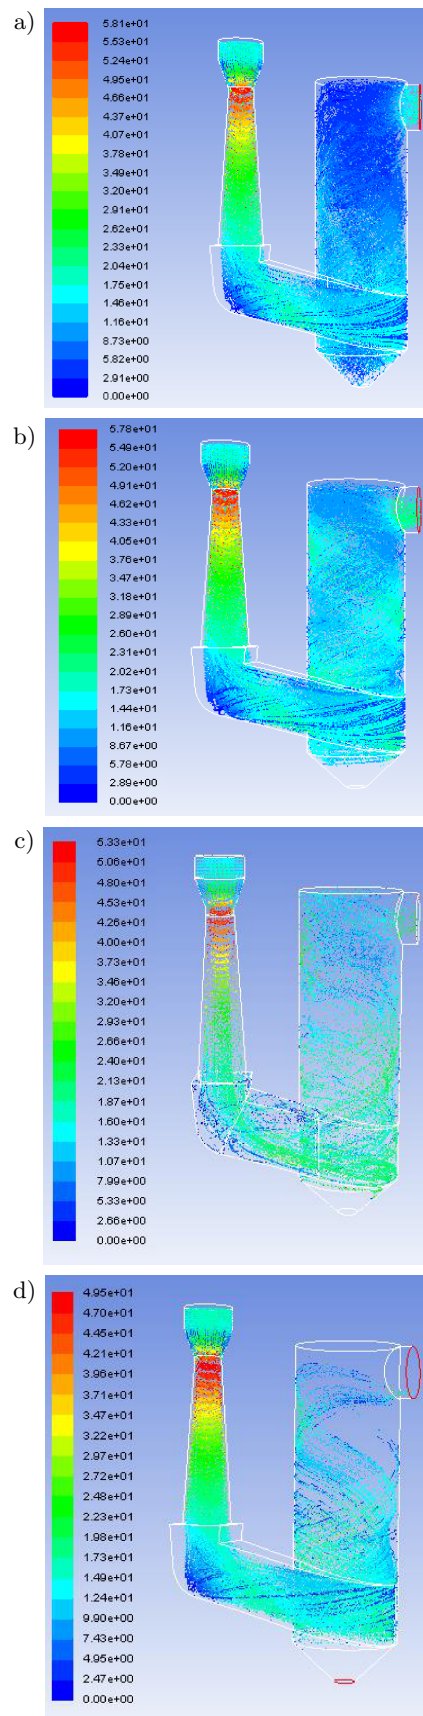 a)
5.81e+01
5.53e+01
5.24e+01
4.95e+01
4.66e+01
4.37e+01
4.07e+01
3.78e+01
3.49e+01
3.20e+01
2.91e+01
2.62e+01
2.33e+01
2.04e+01
1.75e+01
1.46e+01
1.16e+01
8.73e+00
5.82e+00
2.91e+00
0.00e+00
b)
5.78e+01
5.49e+01
5.20e+01
4.91e+01
4.62e+01
4.33e+01
4.05e+01
3.76e+01
3.47e+01
3.18e+01
2.89e+01
2.60e+01
2.31e+01
2.02e+01
1.73e+01
1.44e+01
1.16e+01
8.67e+00
5.78e+00
2.89e+00
0.00e+00
c)
5.33e+01
5.06e+01
4.80e+01
4.53e+01
4.26e+01
4.00e+01
3.73e+01
3.46e+01
3.20e+01
2.93e+01
2.66e+01
2.40e+01
2.13e+01
1.87e+01
1.60e+01
1.33e+01
1.07e+01
7.99e+00
5.33e+00
2.66e+00
0.00e+00
d)
4.95e+01
4.70e+01
4.45e+01
4.21e+01
3.96e+01
3.71e+01
3.47e+01
3.22e+01
2.97e+01
2.72e+01
2.48e+01
2.23e+01
1.98e+01
1.73e+01
1.49e+01
1.24e+01
9.90e+00
7.43e+00
4.95e+00
2.47e+00
0.00e+00